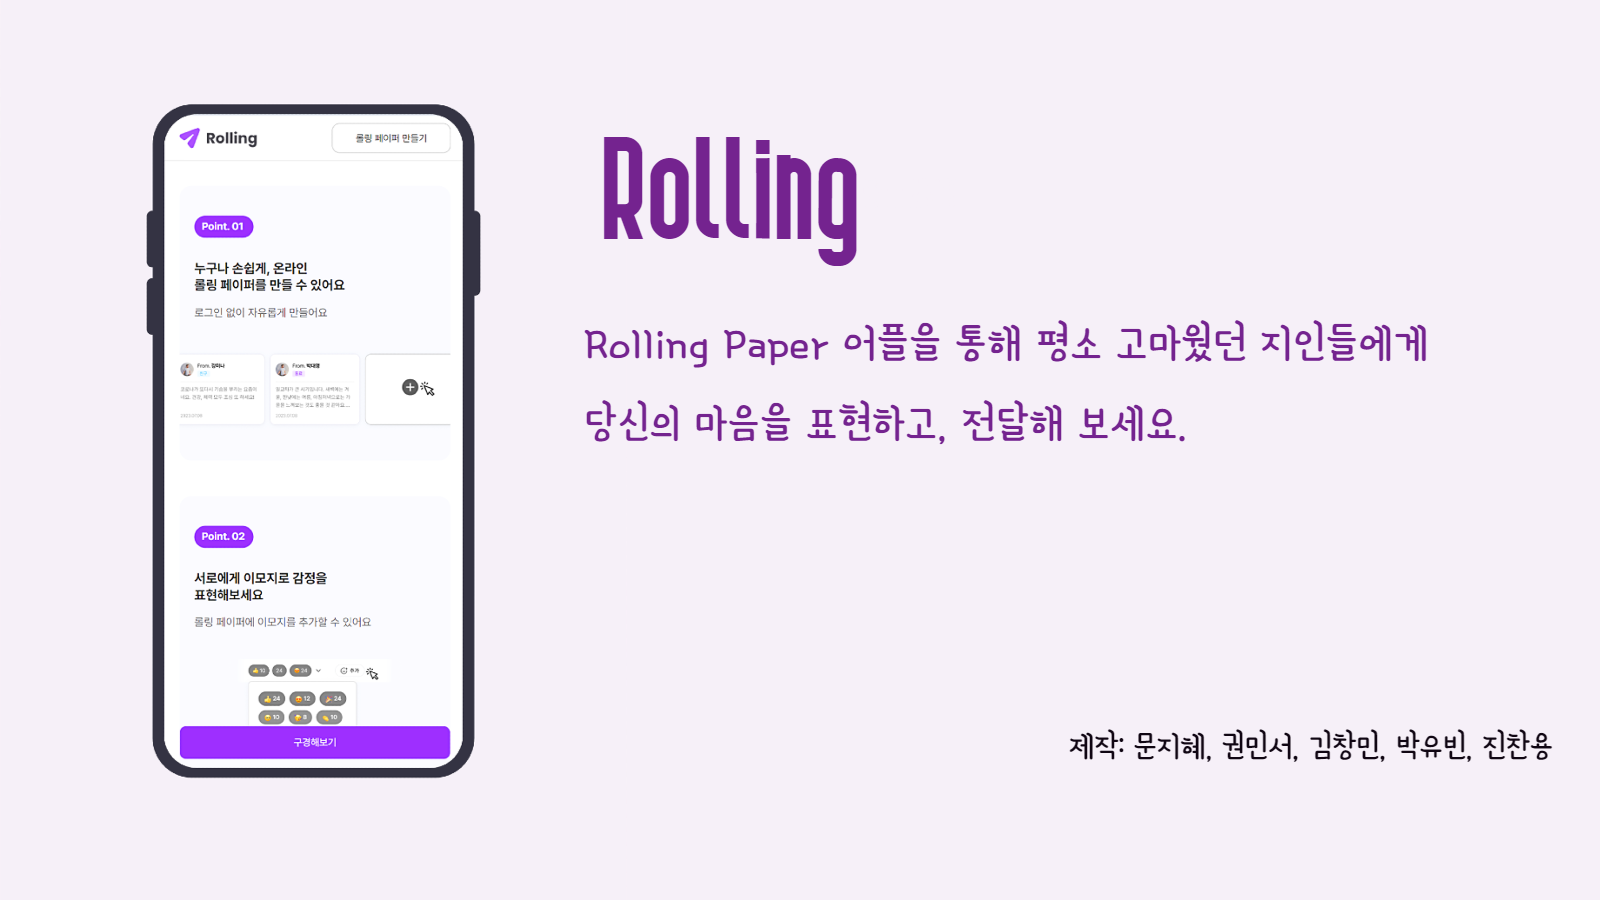 Rolling
롤링 페이퍼 만들기
Point. 01
누구나 손쉽게, 온라인
롤링 페이퍼를 만들 수 있어요
로그인 없이 자유롭게 만들어요
From.
From.
Point. 02
서로에게 이모지로 감정을
표현해보세요
롤링 페이퍼에 이모지를 추가할 수 있어요
10 24 24 추가
24 12 24
10 8 10
구경해보기
Rolling
Rolling Paper 어플을 통해 평소 고마웠던 지인들에게
당신의 마음을 표현하고, 전달해 보세요.
제작: 문지혜, 권민서, 김창민, 박유빈, 진찬용